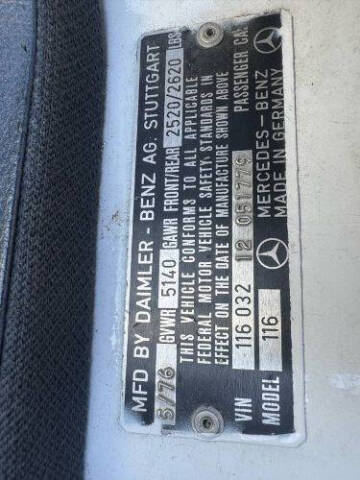 MFD BY DAIMLER - BENZ AG. STUTTGART
5/76 GVWR 5140 GAWR FRONT/REAR 2520/2620 LBS
THIS VEHICLE CONFORMS TO ALL APPLICABLE
FEDERAL MOTOR VEHICLE SAFETY STANDARDS IN
EFFECT ON THE DATE OF MANUFACTURE SHOWN ABOVE
VIN 116 032 12 051779 PASSENGER CAR
MODEL 116 MERCEDES-BENZ
MADE IN GERMANY